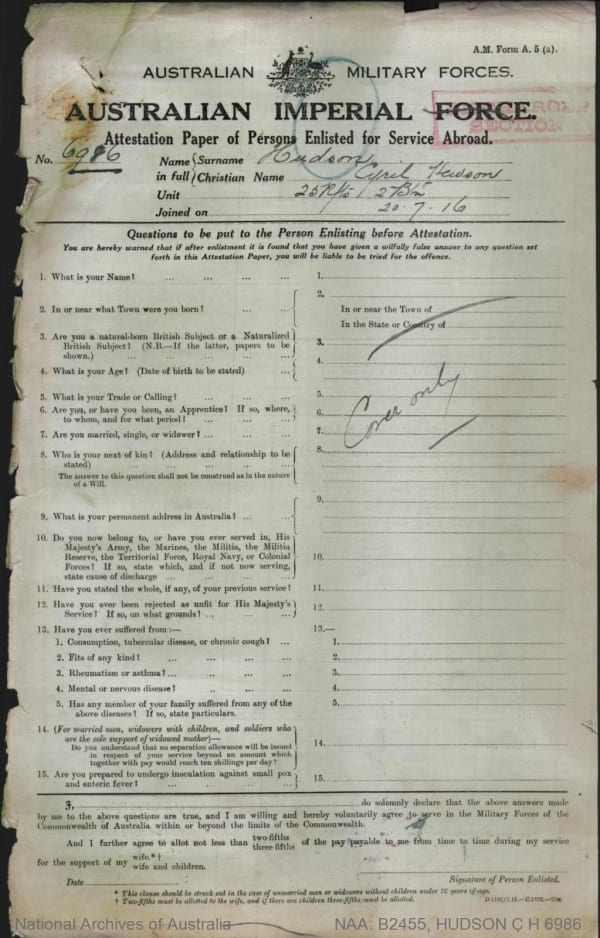 A.M. Form A. 5 (a).
AUSTRALIAN MILITARY FORCES.
AUSTRALIAN IMPERIAL FORCE.
Attestation Paper of Persons Enlisted for Service Abroad.
No. 6986
Name in full { Surname Hudson
Christian Name Cyril Hewson
Unit 25 R/s / 2 Btn
Joined on 20.7.16
Questions to be put to the Person Enlisting before Attestation.
You are hereby warned that if after enlistment it is found that you have given a wilfully false answer to any question set
forth in this Attestation Paper, you will be liable to be tried for the offence.
1. What is your Name? ... ... ... ... 1.
2. In or near what Town were you born? ... ... 2. In or near the Town of
In the State or Country of
3. Are you a natural-born British Subject or a Naturalized 3.
British Subject? (N.B.—If the latter, papers to be
shown.) ... ... ... ...
4. What is your Age? (Date of birth to be stated) ... 4.
5. What is your Trade or Calling? ... ... ... 5.
6. Are you, or have you been, an Apprentice? If so, where, 6.
to whom, and for what period? ... ... ...
7. Are you married, single, or widower? ... ... ... 7.
Cover only
8. Who is your next of kin? (Address and relationship to be 8.
stated) ... ... ... ...
The answer to this question shall not be construed as in the nature
of a Will.
9. What is your permanent address in Australia? ... ... 9.
10. Do you now belong to, or have you ever served in, His
Majesty's Army, the Marines, the Militia, the Militia
Reserve, the Territorial Force, Royal Navy, or Colonial 10.
Forces? If so, state which, and if not now serving,
state cause of discharge ... ... ... ...
11. Have you stated the whole, if any, of your previous service? 11.
12. Have you ever been rejected as unfit for His Majesty's 12.
Service? If so, on what grounds? ... ... ...
13. Have you ever suffered from :— 13.—
1. Consumption, tubercular disease, or chronic cough? ... 1.
2. Fits of any kind? ... ... ... ... 2.
3. Rheumatism or asthma? ... ... ... ... 3.
4. Mental or nervous disease? .. ... ... 4.
5. Has any member of your family suffered from any of the 5.
above diseases? If so, state particulars.
14. (For married men, widowers with children, and soldiers who
are the sole support of widowed mother)—
Do you understand that no separation allowance will be issued 14.
in respect of your service beyond an amount which
together with pay would reach ten shillings per day?
15. Are you prepared to undergo inoculation against small pox
and enteric fever? ... ... ... ... 15.
I, do solemnly declare that the above answers made
by me to the above questions are true, and I am willing and hereby voluntarily agree to serve in the Military Forces of the
Commonwealth of Australia within or beyond the limits of the Commonwealth.
And I further agree to allot not less than two-fifths three-fifths of the pay payable to me from time to time during my service
for the support of my wife.*† wife and children.
Date
Signature of Person Enlisted.
* This clause should be struck out in the case of unmarried men or widowers without children under 16 years of age.
† Two-fifths must be allotted to the wife, and if there are children three-fifths must be allotted.
National Archives of Australia
NAA: B2455, HUDSON C H 6986